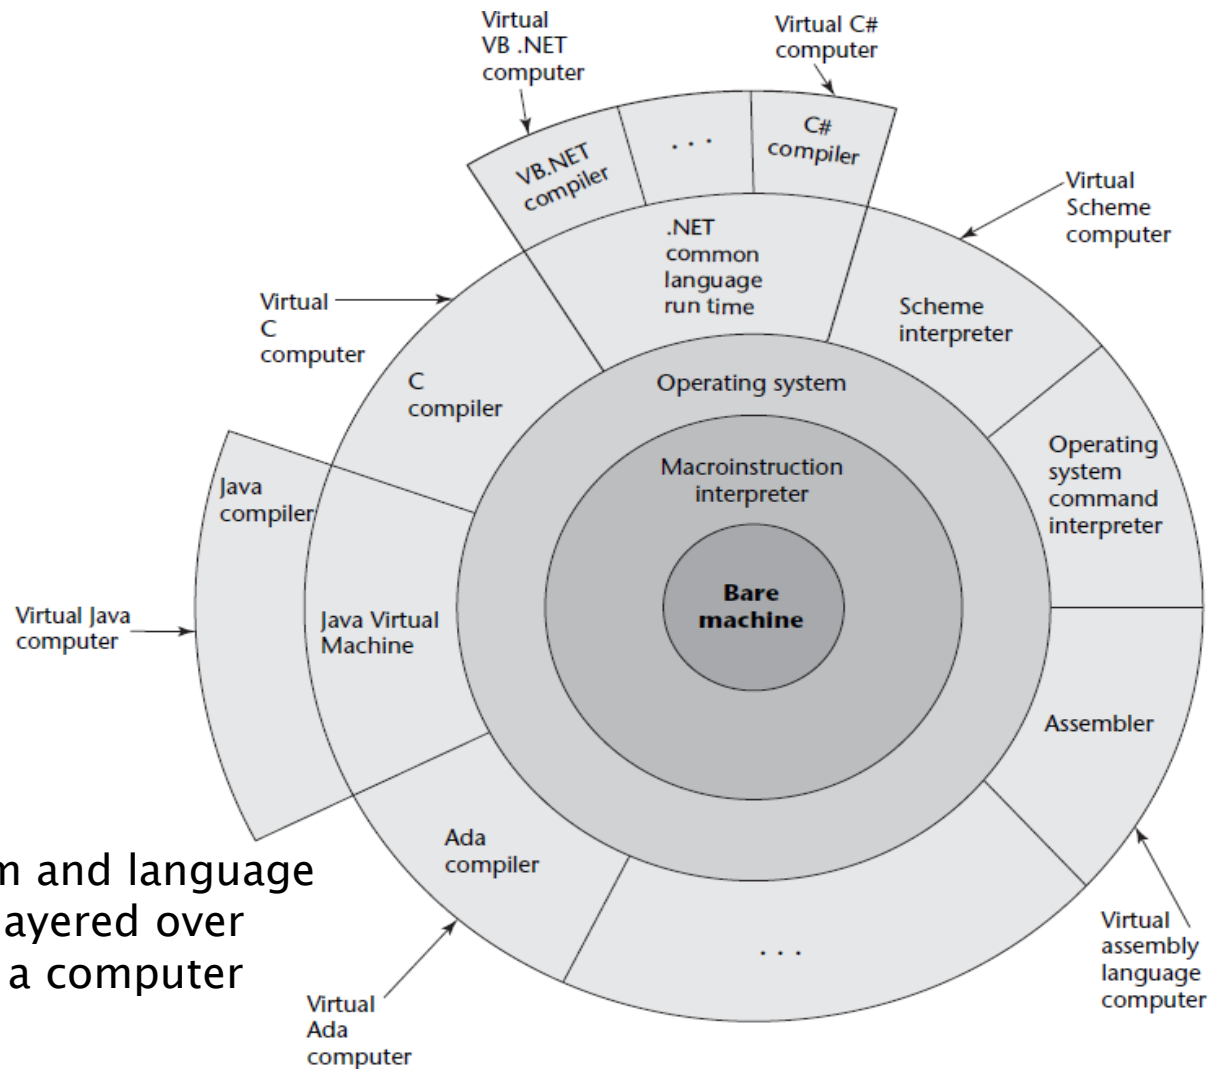 Virtual
VB .NET
computer
Virtual C#
computer
VB.NET
compiler
. . .
C#
compiler
Virtual
Scheme
computer
.NET
common
language
run time
Virtual
C
computer
Scheme
interpreter
C
compiler
Operating system
Operating
system
command
interpreter
Macroinstruction
interpreter
Java
compiler
Bare
machine
Virtual Java
computer
Java Virtual
Machine
Assembler
Ada
compiler
. . .
and language
ayered over
a computer
Virtual
assembly
language
computer
Virtual
Ada
computer